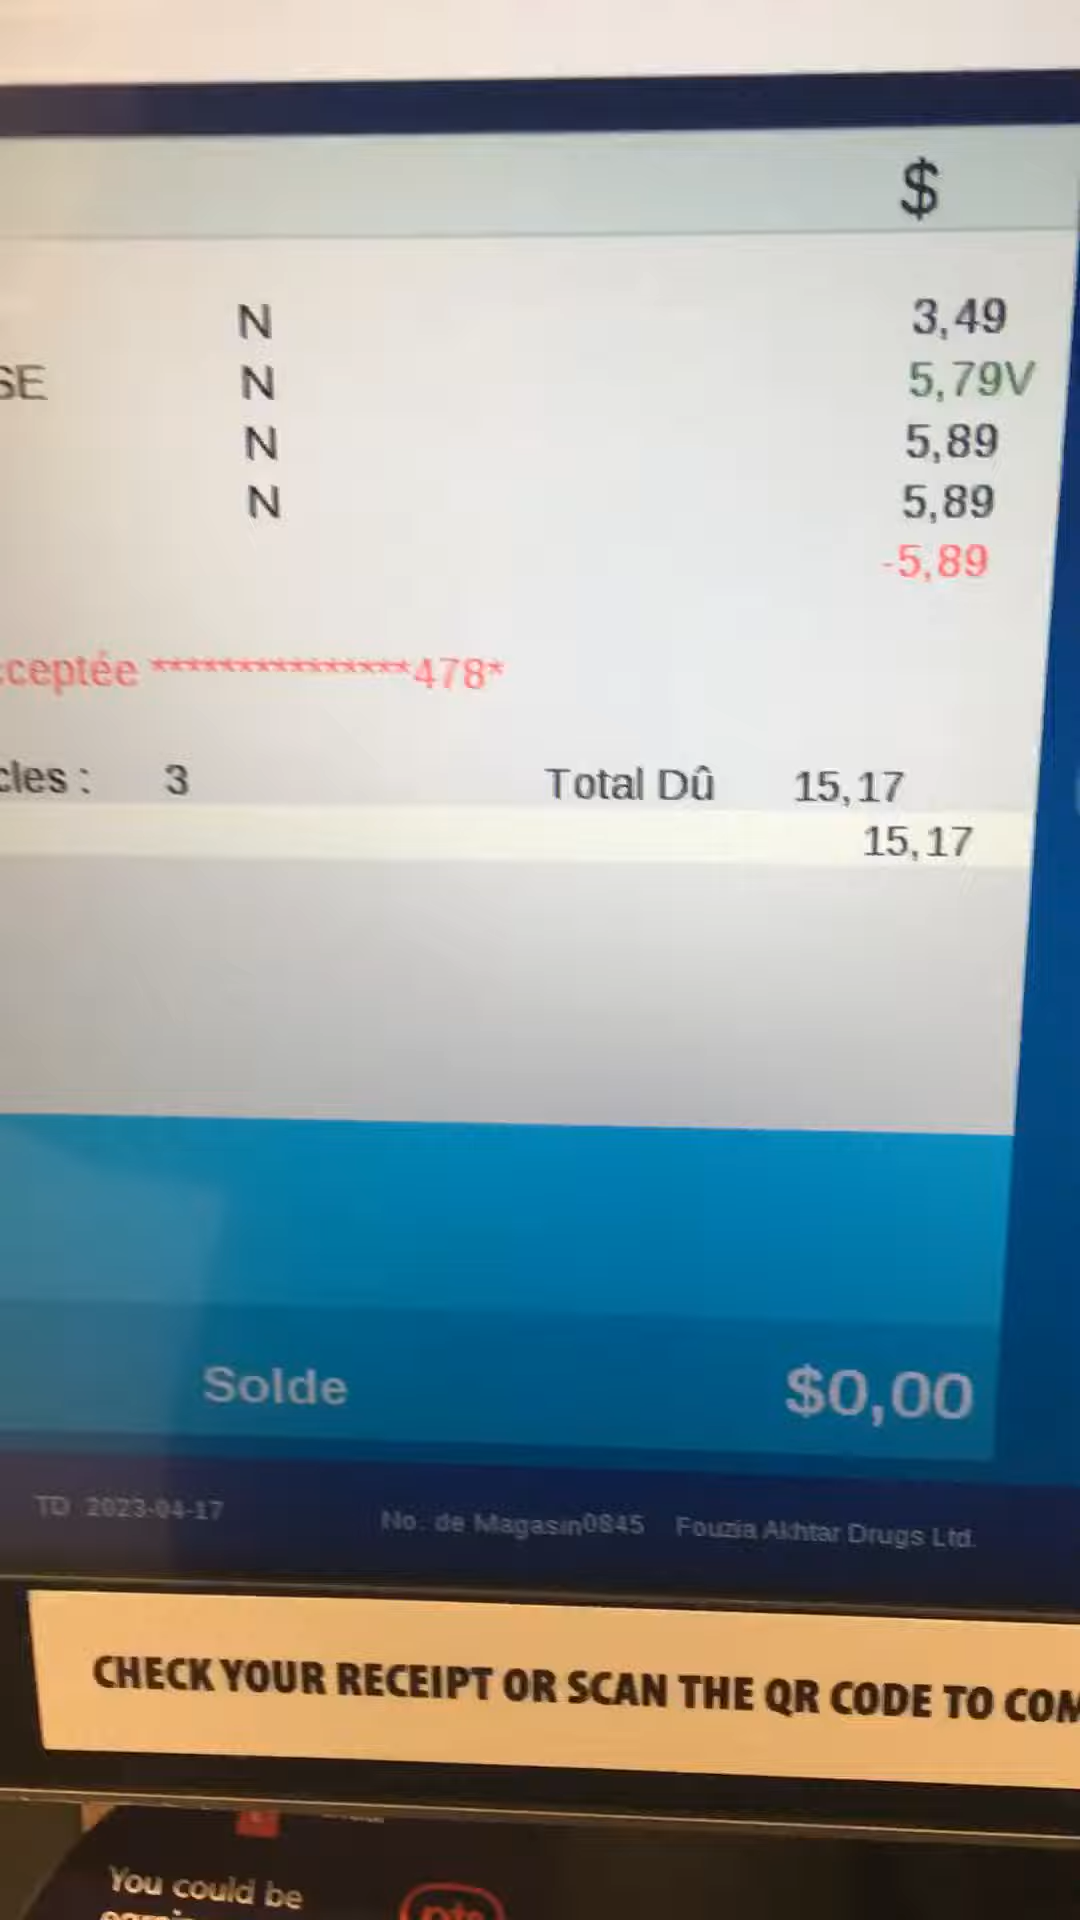 $
N 3,49
SE N 5,79V
N 5,89
N 5,89
-5,89
cceptée ****************478*
cles : 3 Total Dû 15,17
15,17
Solde $0,00
TD 2023-04-17 No. de Magasin0845 Fouzia Akhtar Drugs Ltd.
CHECK YOUR RECEIPT OR SCAN THE QR CODE TO COM
You could be
pts